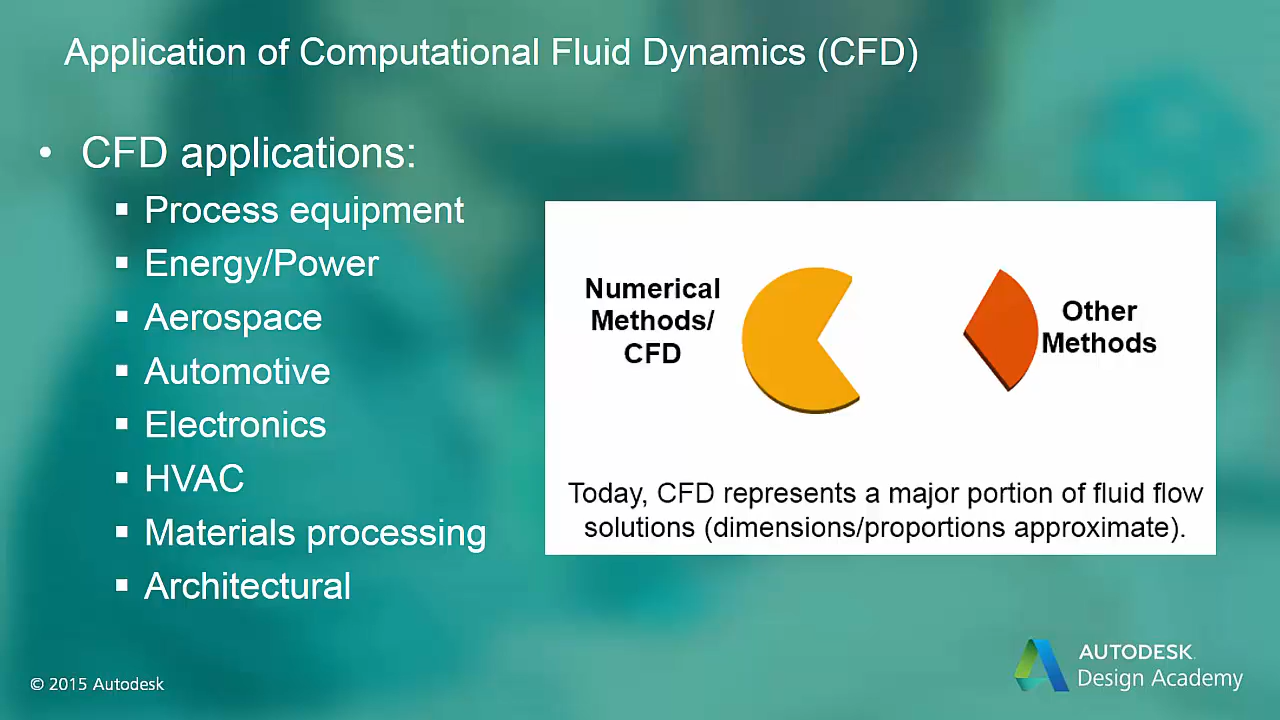 Application of Computational Fluid Dynamics (CFD)
• CFD applications:
▪ Process equipment
▪ Energy/Power
▪ Aerospace
▪ Automotive
▪ Electronics
▪ HVAC
▪ Materials processing
▪ Architectural
Numerical
Methods/
CFD
Other
Methods
Today, CFD represents a major portion of fluid flow
solutions (dimensions/proportions approximate).
© 2015 Autodesk
AUTODESK.
Design Academy